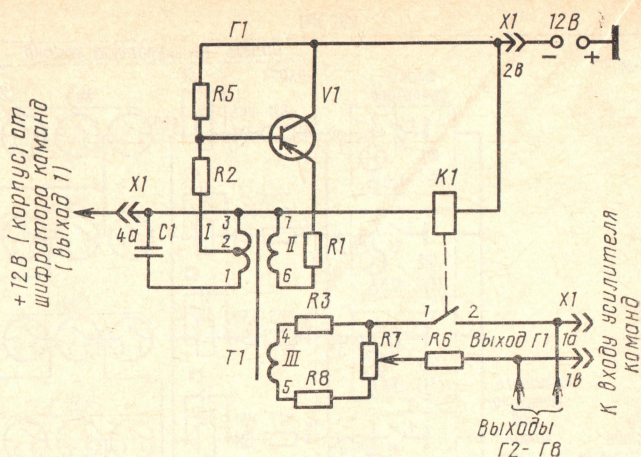 Г1
X1
12В
2В
− +
R5
V1
R2
K1
+12В (корпус) от
шифратора команд
(Выход 1)
X1
4а
C1
I
3
2
1
7
II
6
R1
T1
R3
4
III
5
R8
R7
1
2
R6
Выход Г1
X1
1а
1В
К входу усилителя
команд
Выходы
Г2- Г8